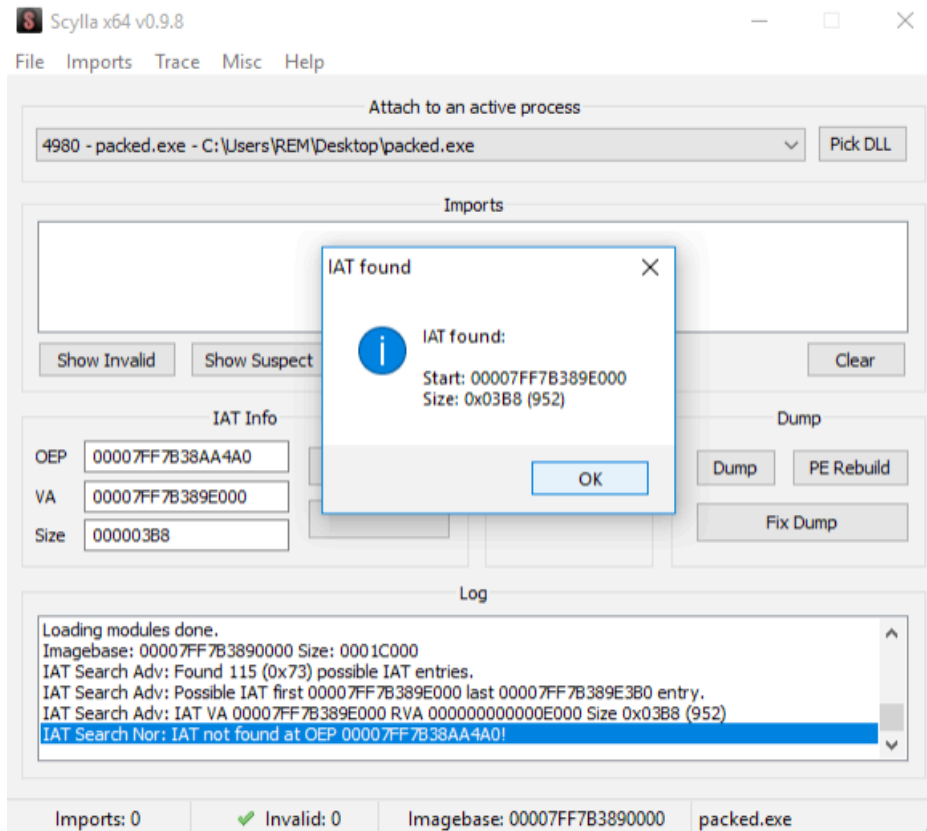 Scylla x64 v0.9.8
File Imports Trace Misc Help
Attach to an active process
4980 - packed.exe - C:\Users\REM\Desktop\packed.exe
Pick DLL
Imports
IAT found
IAT found:
Start: 00007FF7B389E000
Size: 0x03B8 (952)
OK
Show Invalid
Show Suspect
Clear
IAT Info
OEP 00007FF7B38AA4A0
VA 00007FF7B389E000
Size 000003B8
Dump
Dump
PE Rebuild
Fix Dump
Log
Loading modules done.
Imagebase: 00007FF7B3890000 Size: 0001C000
IAT Search Adv: Found 115 (0x73) possible IAT entries.
IAT Search Adv: Possible IAT first 00007FF7B389E000 last 00007FF7B389E3B0 entry.
IAT Search Adv: IAT VA 00007FF7B389E000 RVA 000000000000E000 Size 0x03B8 (952)
IAT Search Nor: IAT not found at OEP 00007FF7B38AA4A0!
Imports: 0
Invalid: 0
Imagebase: 00007FF7B3890000
packed.exe